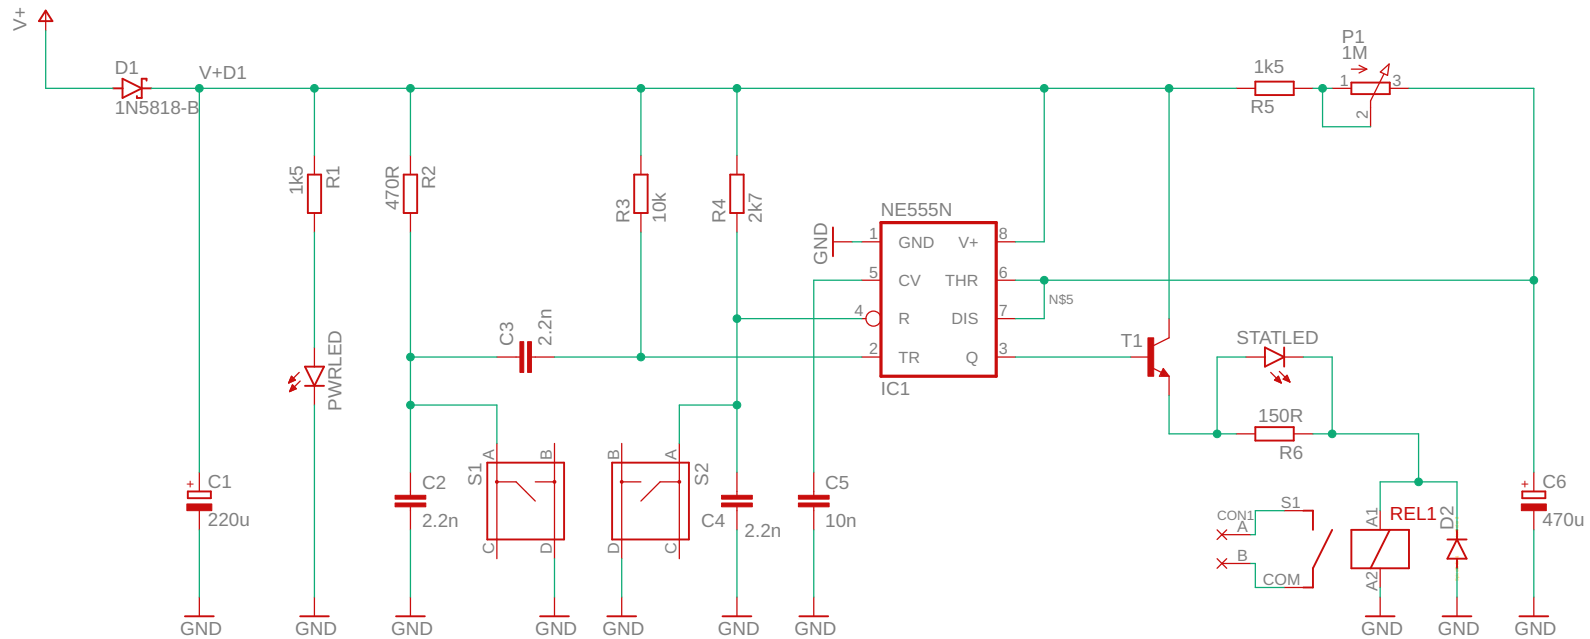 V+
D1
V+D1
1N5818-B
1k5
R1
470R
R2
R3
10k
R4
2k7
PWRLED
C3
2.2n
NE555N
GND
1
GND
V+
8
5
CV
THR
6
4
R
DIS
7
2
TR
Q
3
IC1
N$5
1k5
R5
P1
1M
1
3
2
T1
STATLED
150R
R6
+
C1
220u
C2
2.2n
S1
A
B
C
D
B
A
D
C
S2
C4
2.2n
C5
10n
CON1
A
B
S1
COM
A1
REL1
A2
D2
+
C6
470u
GND
GND
GND
GND
GND
GND
GND
GND
GND
GND